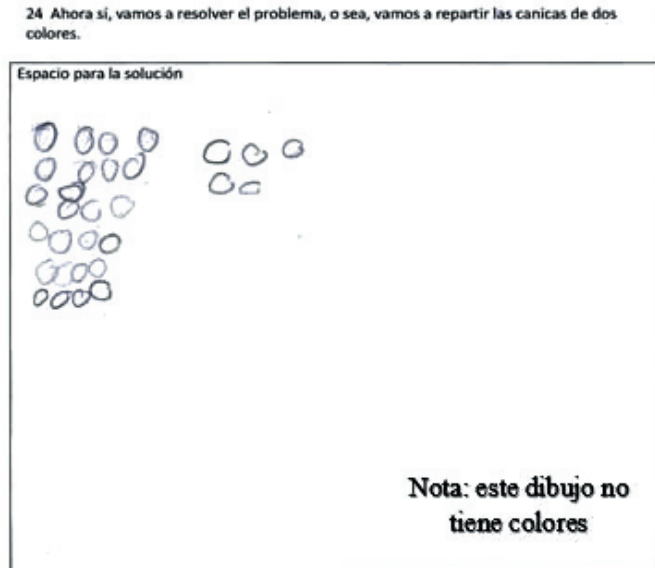 24 Ahora sí, vamos a resolver el problema, o sea, vamos a repartir las canicas de dos
colores.
Espacio para la solución
Nota: este dibujo no
tiene colores